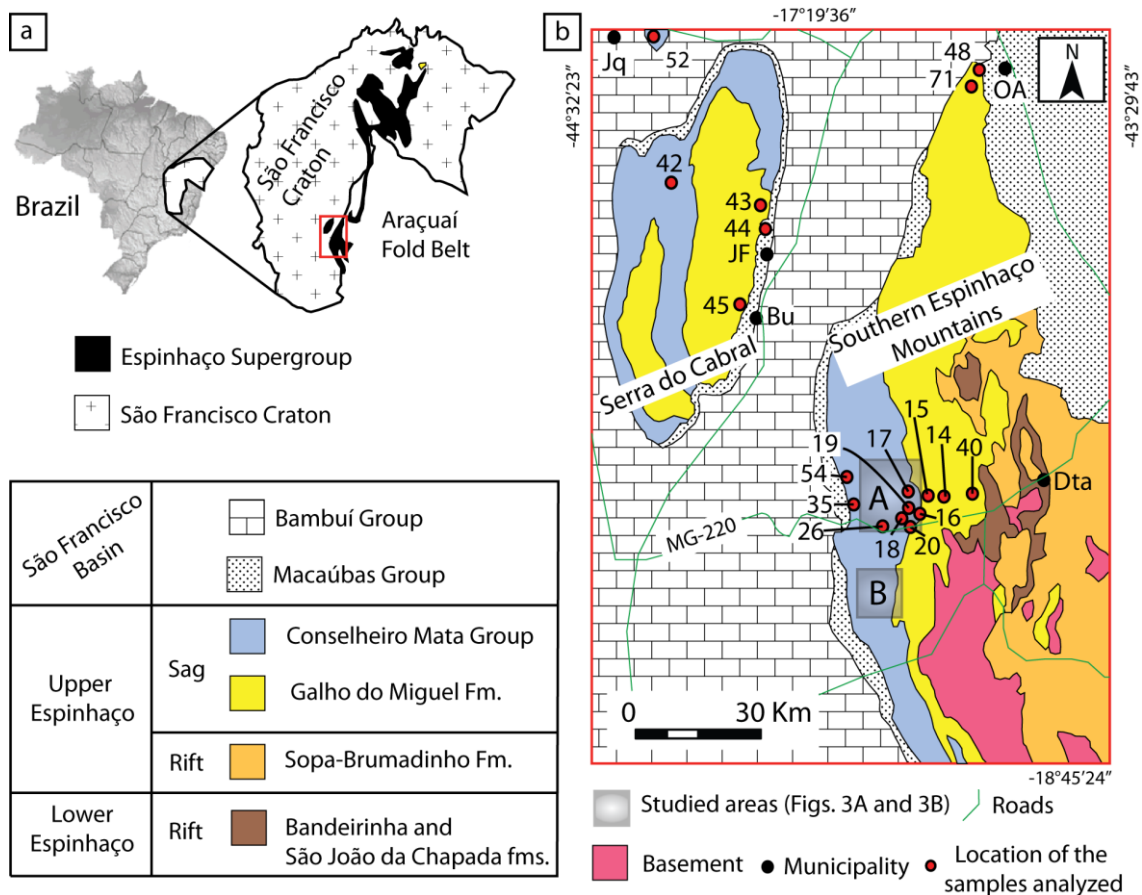 a
São Francisco
Craton
Brazil
Araçuaí
Fold Belt
Espinhaço Supergroup
São Francisco Craton
São Francisco
Basin
Bambuí Group
Macaúbas Group
Upper
Espinhaço
Sag
Conselheiro Mata Group
Galho do Miguel Fm.
Rift
Sopa-Brumadinho Fm.
Lower
Espinhaço
Rift
Bandeirinha and
São João da Chapada fms.
b
-17°19'36"
-44°32'23"
-43°29'43"
N
Jq
52
48
71
OA
42
43
44
JF
45
Bu
Serra do Cabral
Southern Espinhaço
Mountains
15
14
40
17
19
54
A
Dta
35
16
MG-220
26
18
20
B
0 30 Km
-18°45'24"
Studied areas (Figs. 3A and 3B)
Roads
Basement
Municipality
Location of the
samples analyzed